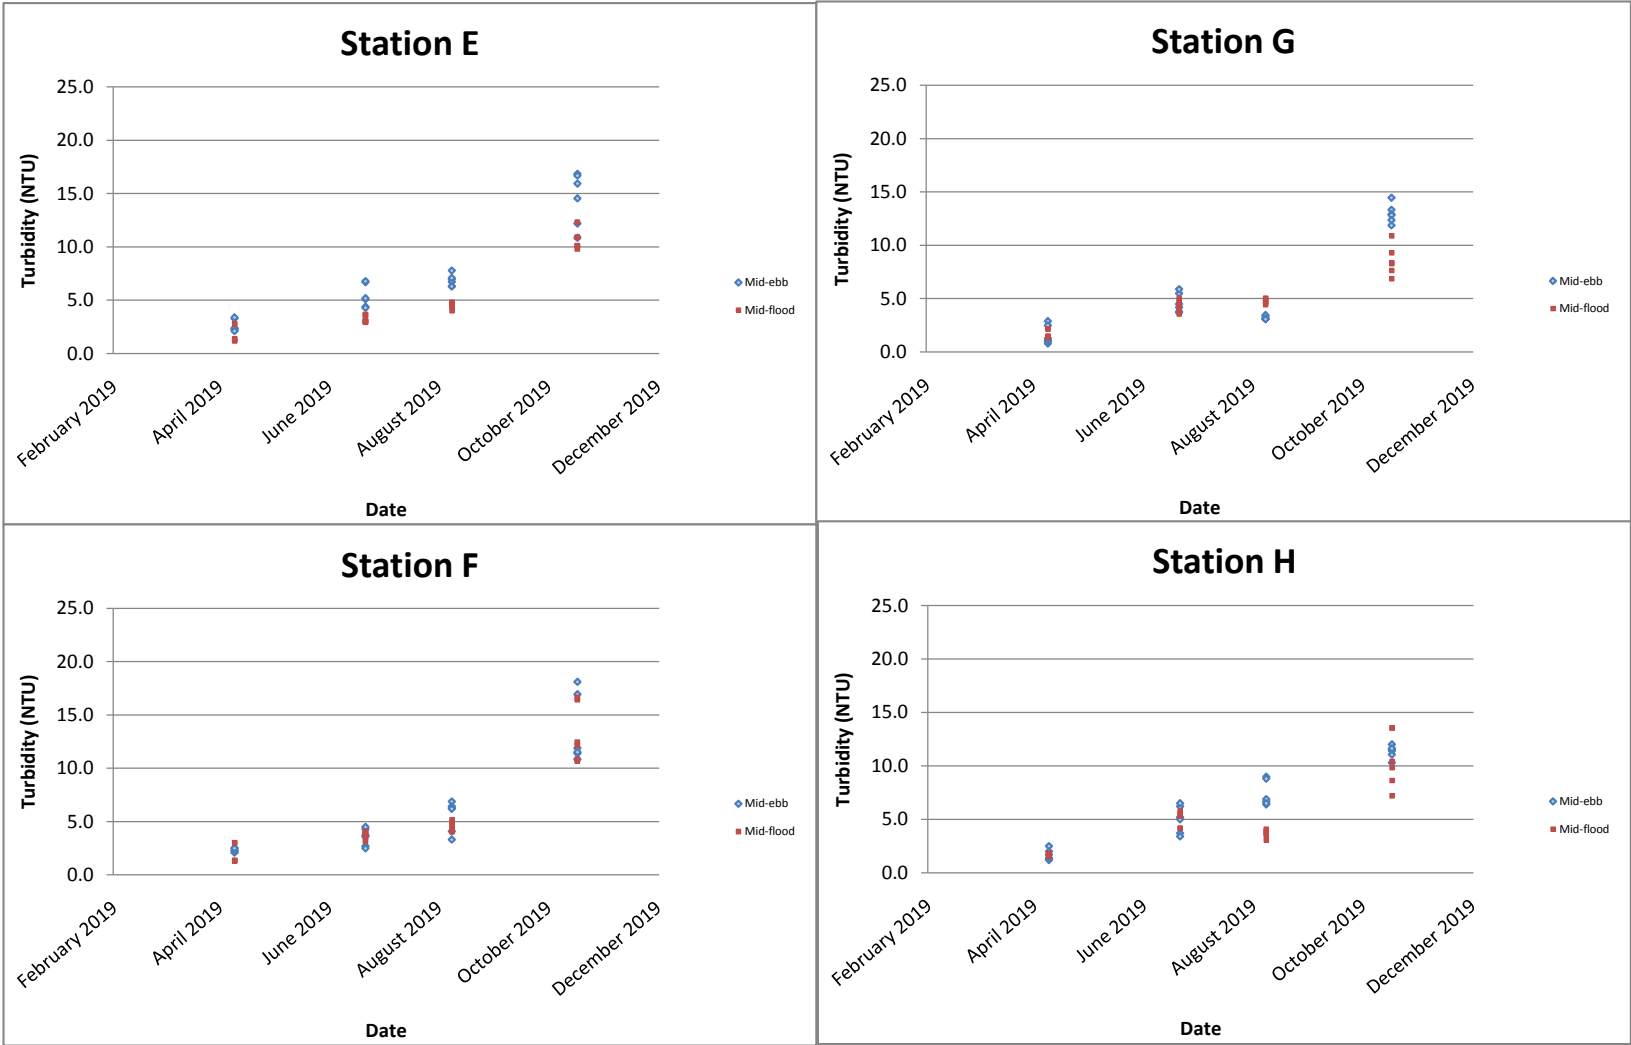 Station E
25.0
20.0
15.0
10.0
5.0
0.0
Turbidity (NTU)
February 2019
April 2019
June 2019
August 2019
October 2019
December 2019
Date
Mid-ebb
Mid-flood
Station G
25.0
20.0
15.0
10.0
5.0
0.0
Turbidity (NTU)
February 2019
April 2019
June 2019
August 2019
October 2019
December 2019
Date
Mid-ebb
Mid-flood
Station F
25.0
20.0
15.0
10.0
5.0
0.0
Turbidity (NTU)
February 2019
April 2019
June 2019
August 2019
October 2019
December 2019
Date
Mid-ebb
Mid-flood
Station H
25.0
20.0
15.0
10.0
5.0
0.0
Turbidity (NTU)
February 2019
April 2019
June 2019
August 2019
October 2019
December 2019
Date
Mid-ebb
Mid-flood